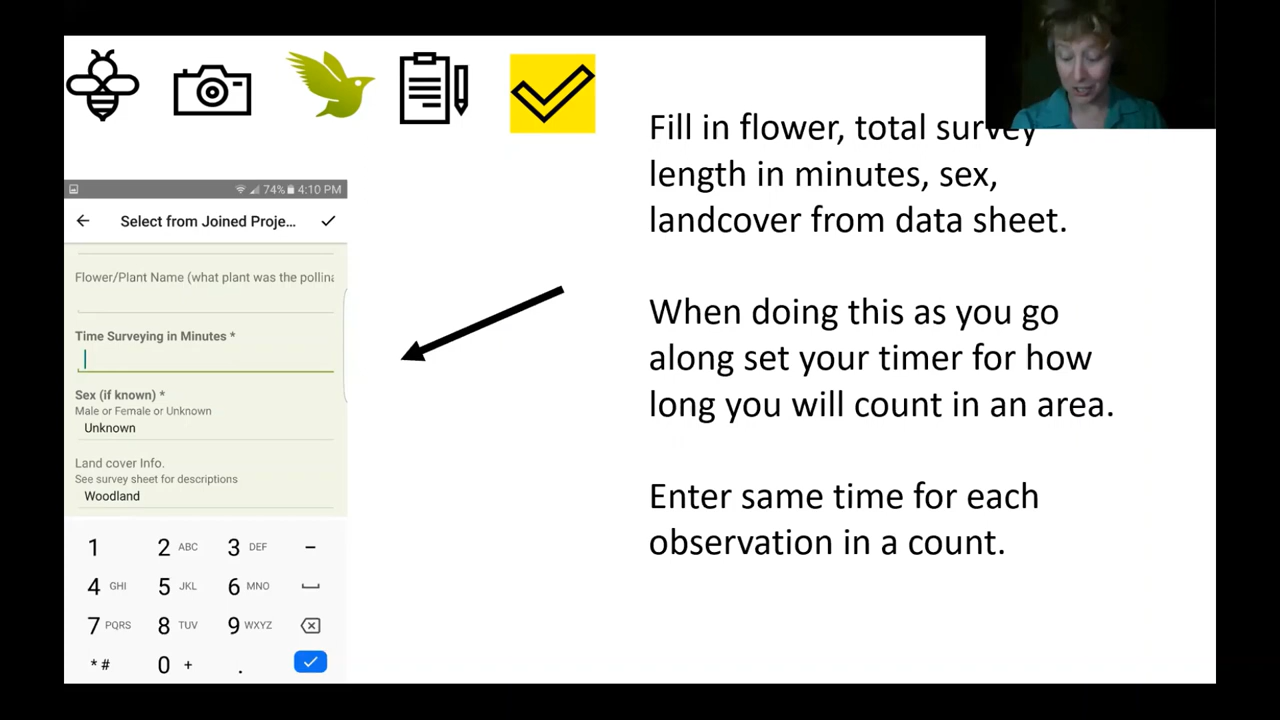 74% 4:10 PM
Select from Joined Proje...
Flower/Plant Name (what plant was the pollina
Time Surveying in Minutes *
Sex (if known) *
Male or Female or Unknown
Unknown
Land cover Info.
See survey sheet for descriptions
Woodland
1 2 ABC 3 DEF -
4 GHI 5 JKL 6 MNO
7 PQRS 8 TUV 9 WXYZ
* # 0 + .
Fill in flower, total survey
length in minutes, sex,
landcover from data sheet.
When doing this as you go
along set your timer for how
long you will count in an area.
Enter same time for each
observation in a count.